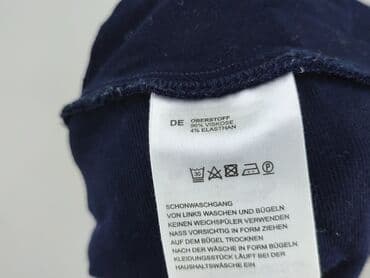 DE OBERSTOFF
96% VISKOSE
4% ELASTHAN
30 P
SCHONWASCHGANG
VON LINKS WASCHEN UND BÜGELN
KEINEN WEICHSPÜLER VERWENDEN
NASS VORSICHTIG IN FORM ZIEHEN
AUF DEM BÜGEL TROCKNEN
NACH DER WÄSCHE IN FORM BÜGELN
KLEIDUNGSSTÜCK LÄUFT BEI DER
HAUSHALTSWÄSCHE EIN